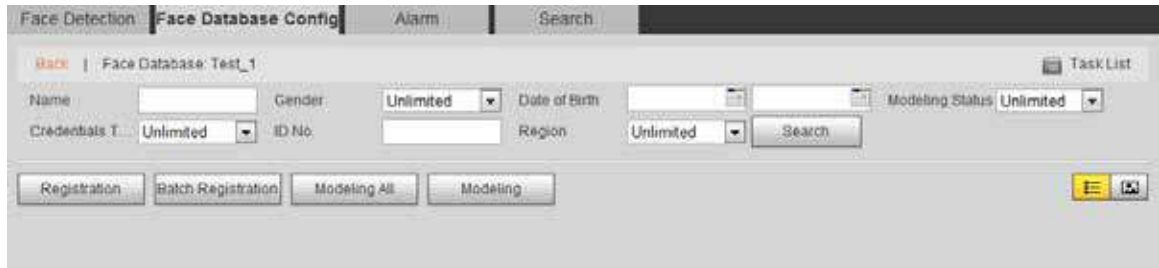 Face Detection Face Database Config Alarm Search
Back | Face Database: Test_1 Task List
Name Gender Unlimited Date of Birth Modeling Status Unlimited
Credentials T... Unlimited ID No. Region Unlimited Search
Registration Batch Registration Modeling All Modeling